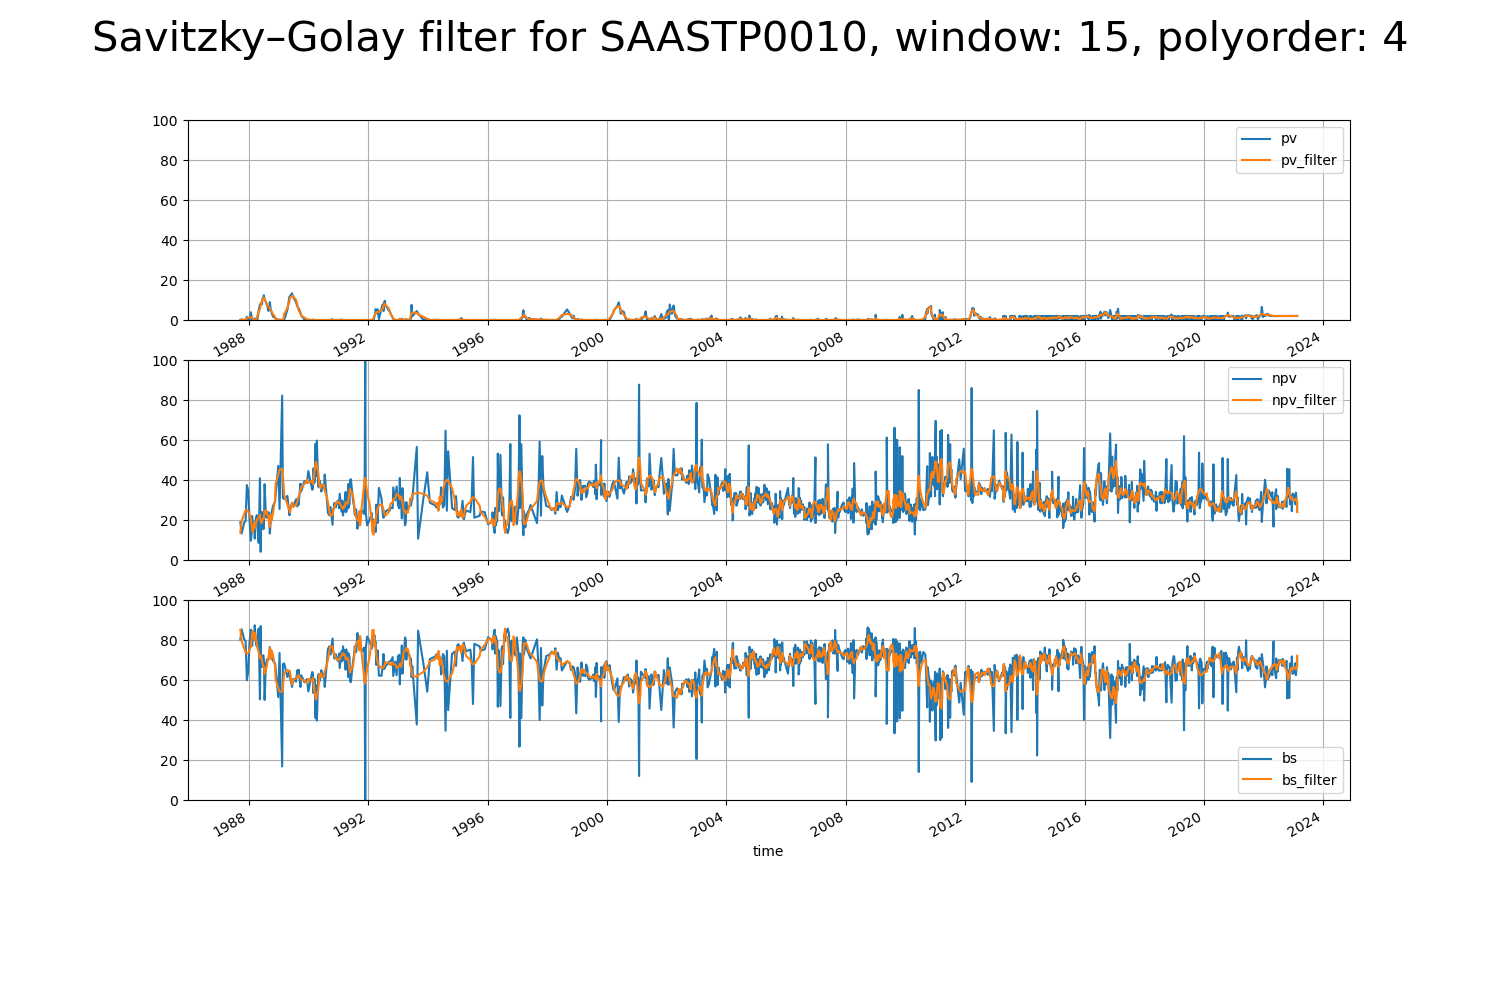 Savitzky–Golay filter for SAASTP0010, window: 15, polyorder: 4
100
80
60
40
20
0
pv
pv_filter
1988 1992 1996 2000 2004 2008 2012 2016 2020 2024
100
80
60
40
20
0
npv
npv_filter
1988 1992 1996 2000 2004 2008 2012 2016 2020 2024
100
80
60
40
20
0
bs
bs_filter
1988 1992 1996 2000 2004 2008 2012 2016 2020 2024
time